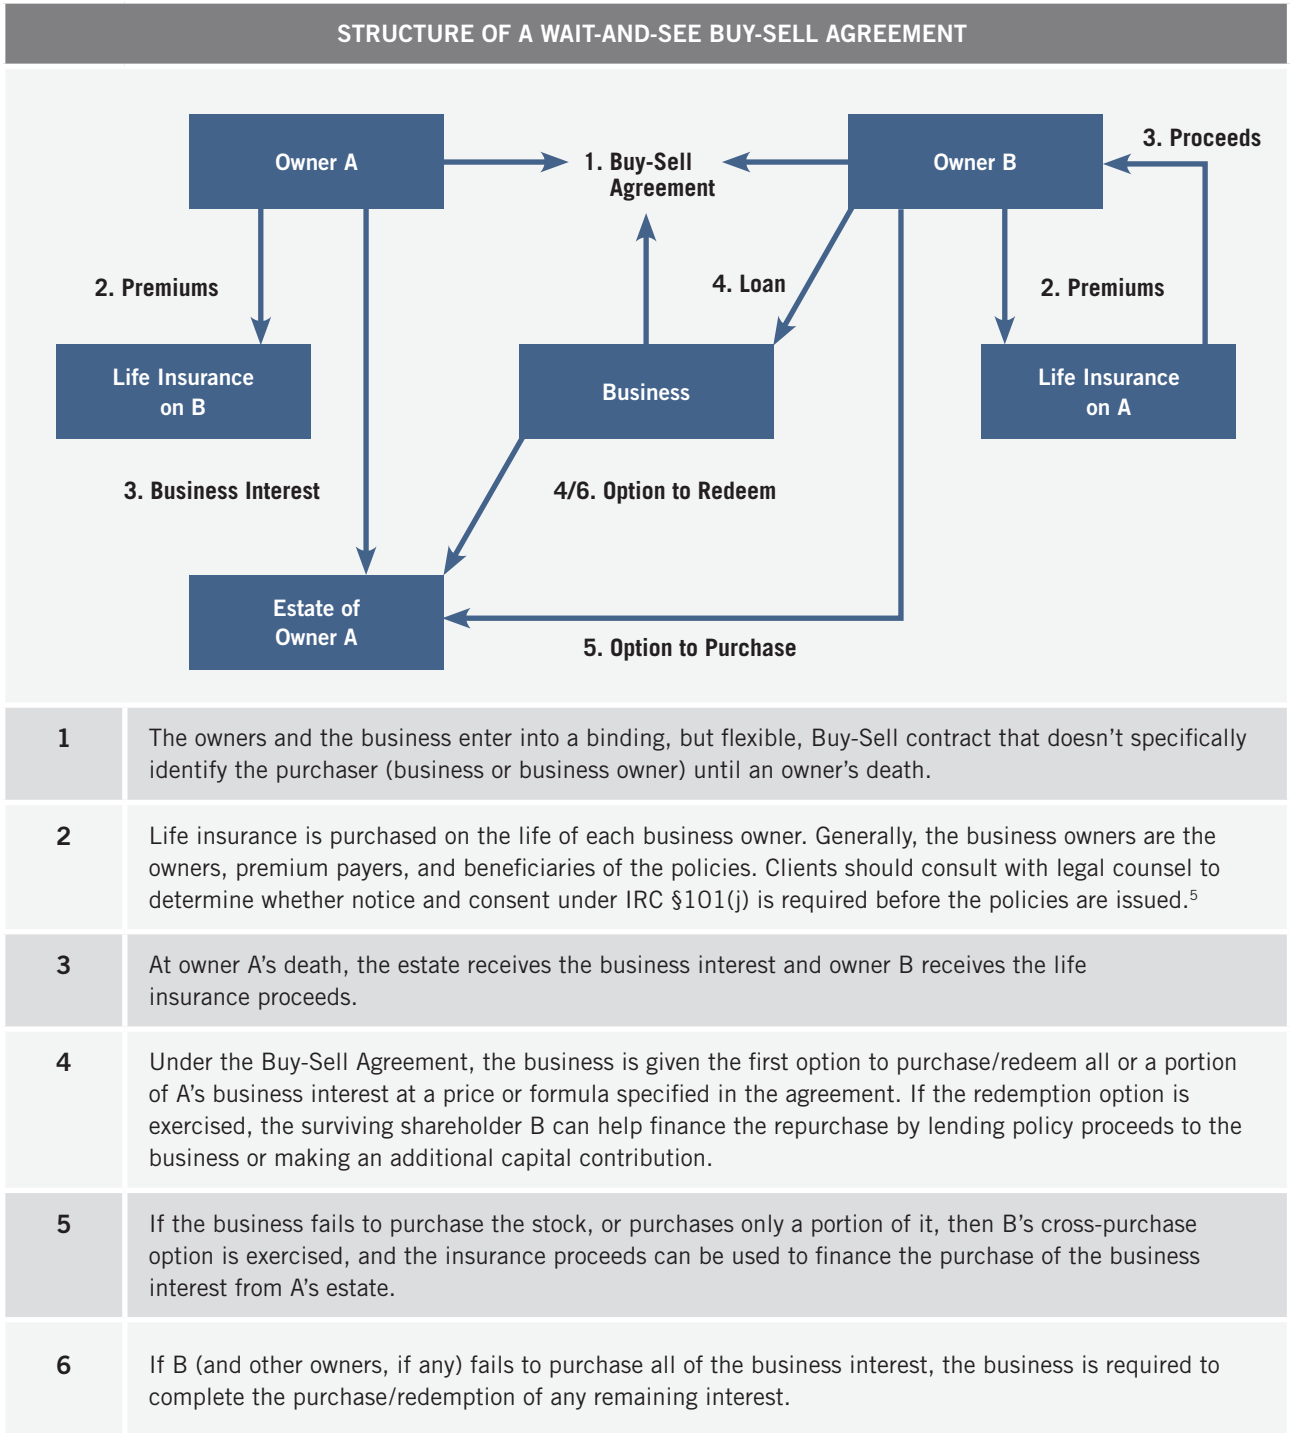 STRUCTURE OF A WAIT-AND-SEE BUY-SELL AGREEMENT
Owner A
1. Buy-Sell
Agreement
Owner B
3. Proceeds
2. Premiums
4. Loan
2. Premiums
Life Insurance
on B
Business
Life Insurance
on A
3. Business Interest
4/6. Option to Redeem
Estate of
Owner A
5. Option to Purchase
1
The owners and the business enter into a binding, but flexible, Buy-Sell contract that doesn't specifically
identify the purchaser (business or business owner) until an owner's death.
2
Life insurance is purchased on the life of each business owner. Generally, the business owners are the
owners, premium payers, and beneficiaries of the policies. Clients should consult with legal counsel to
determine whether notice and consent under IRC §101(j) is required before the policies are issued.⁵
3
At owner A's death, the estate receives the business interest and owner B receives the life
insurance proceeds.
4
Under the Buy-Sell Agreement, the business is given the first option to purchase/redeem all or a portion
of A's business interest at a price or formula specified in the agreement. If the redemption option is
exercised, the surviving shareholder B can help finance the repurchase by lending policy proceeds to the
business or making an additional capital contribution.
5
If the business fails to purchase the stock, or purchases only a portion of it, then B's cross-purchase
option is exercised, and the insurance proceeds can be used to finance the purchase of the business
interest from A's estate.
6
If B (and other owners, if any) fails to purchase all of the business interest, the business is required to
complete the purchase/redemption of any remaining interest.